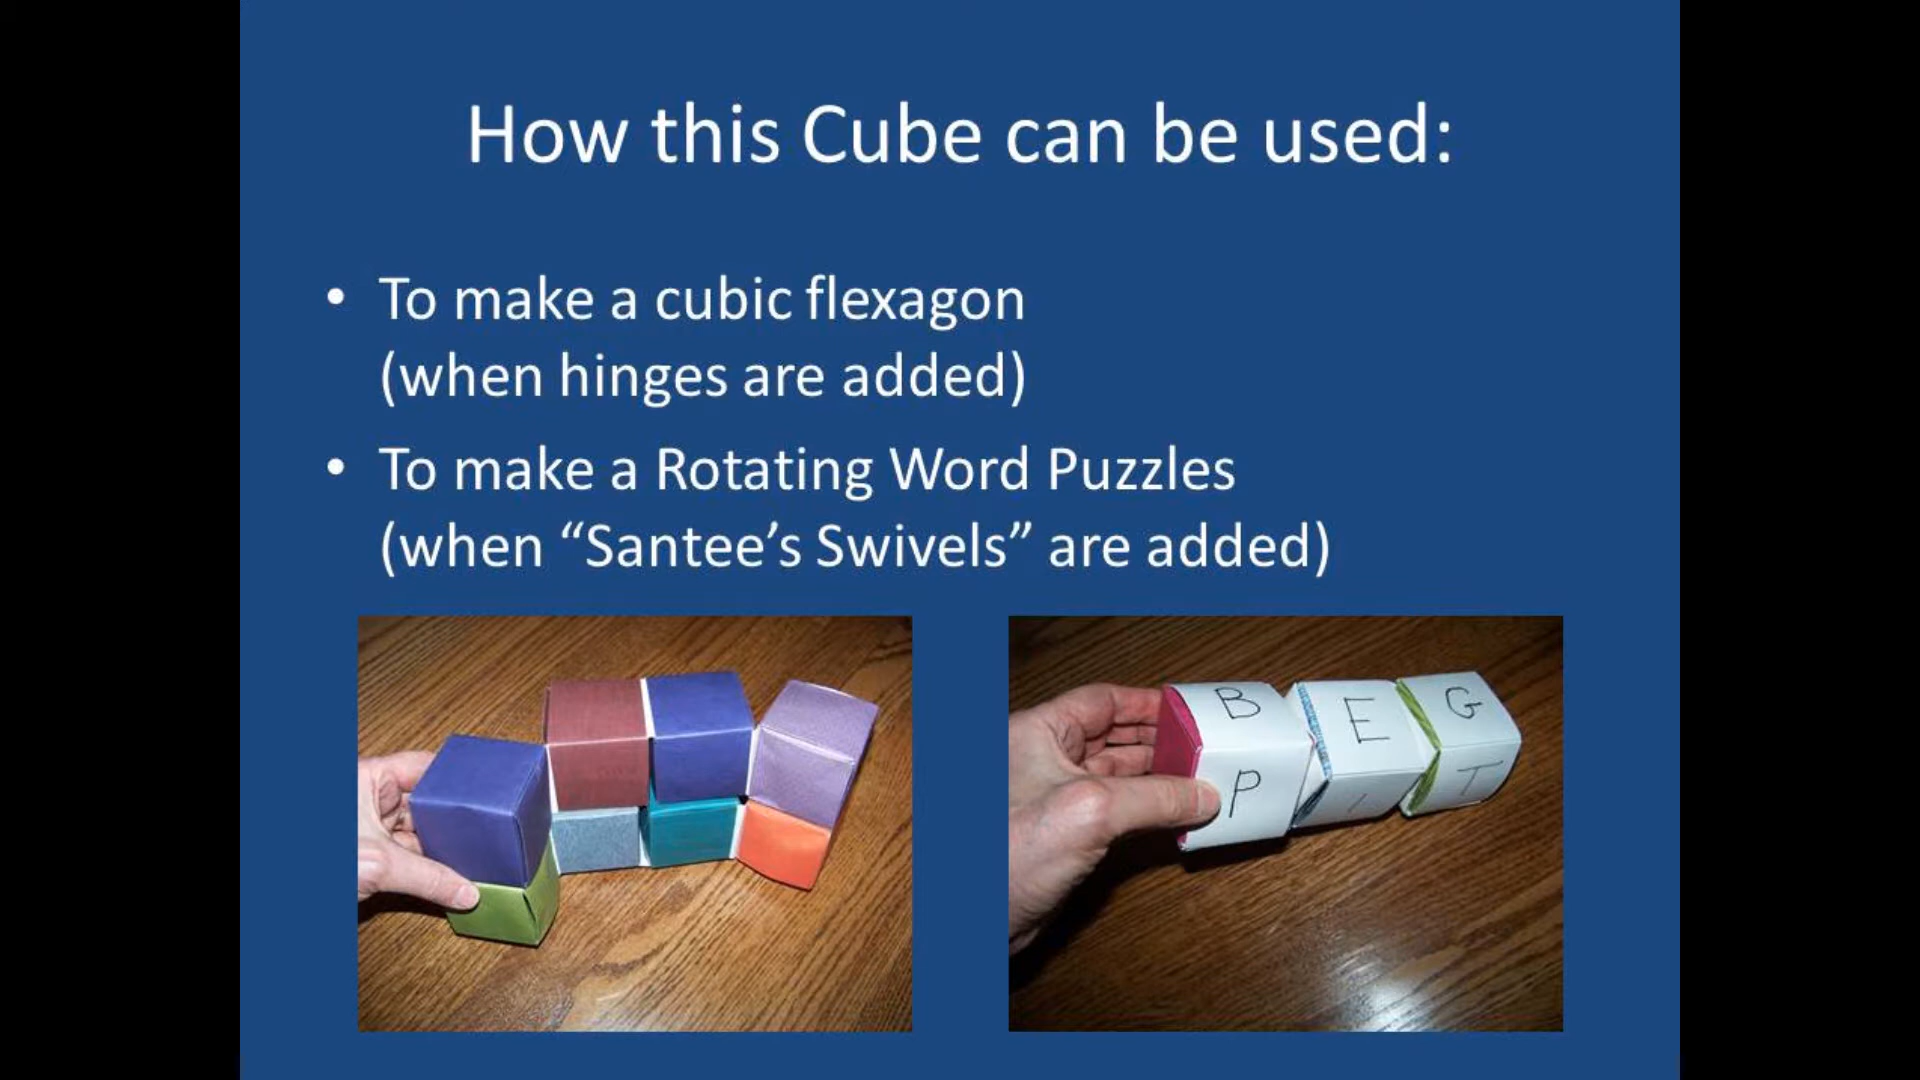 How this Cube can be used:
• To make a cubic flexagon
(when hinges are added)
• To make a Rotating Word Puzzles
(when “Santee’s Swivels” are added)
B E G
P I T